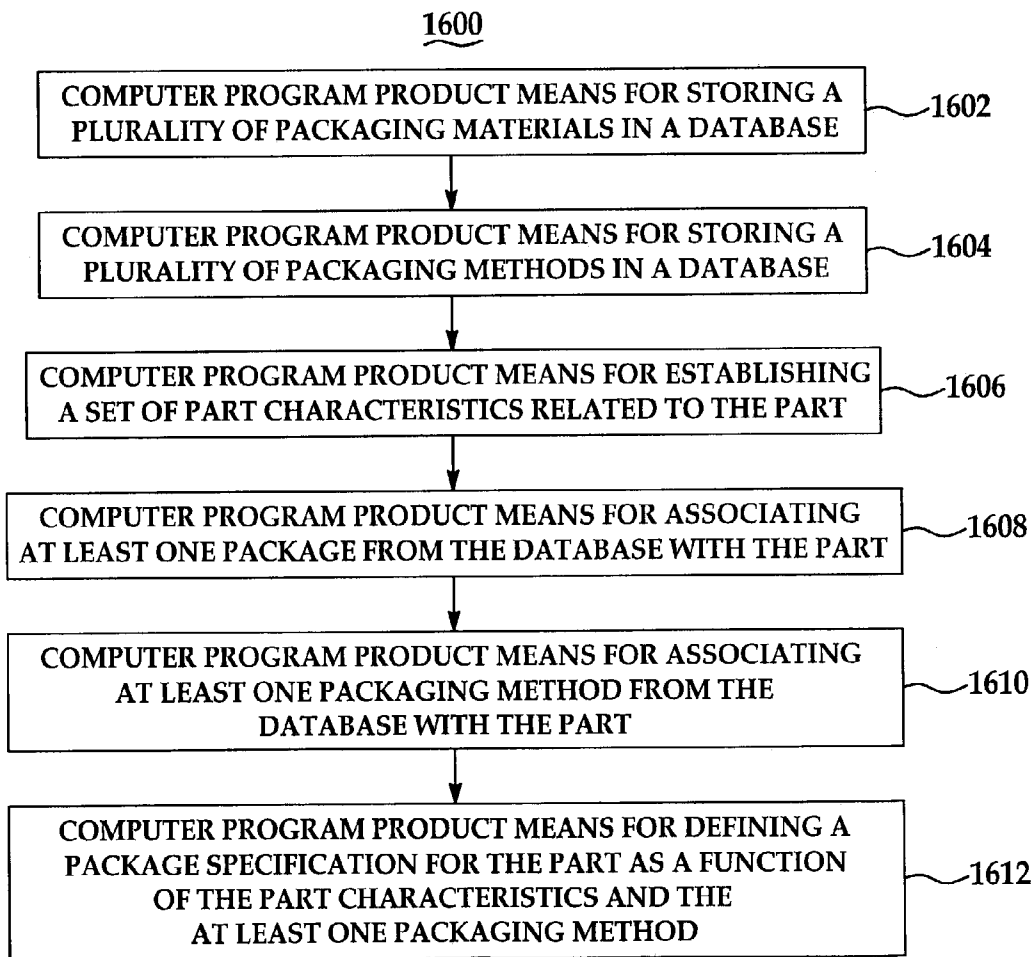 1600
COMPUTER PROGRAM PRODUCT MEANS FOR STORING A
PLURALITY OF PACKAGING MATERIALS IN A DATABASE
1602
COMPUTER PROGRAM PRODUCT MEANS FOR STORING A
PLURALITY OF PACKAGING METHODS IN A DATABASE
1604
COMPUTER PROGRAM PRODUCT MEANS FOR ESTABLISHING
A SET OF PART CHARACTERISTICS RELATED TO THE PART
1606
COMPUTER PROGRAM PRODUCT MEANS FOR ASSOCIATING
AT LEAST ONE PACKAGE FROM THE DATABASE WITH THE PART
1608
COMPUTER PROGRAM PRODUCT MEANS FOR ASSOCIATING
AT LEAST ONE PACKAGING METHOD FROM THE
DATABASE WITH THE PART
1610
COMPUTER PROGRAM PRODUCT MEANS FOR DEFINING A
PACKAGE SPECIFICATION FOR THE PART AS A FUNCTION
OF THE PART CHARACTERISTICS AND THE
AT LEAST ONE PACKAGING METHOD
1612